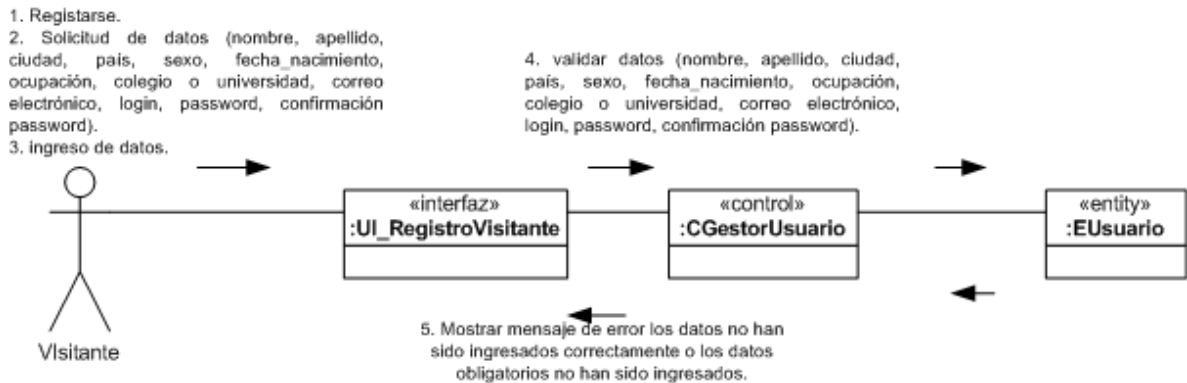 1. Registarse.
2. Solicitud de datos (nombre, apellido,
ciudad, país, sexo, fecha_nacimiento,
ocupación, colegio o universidad, correo
electrónico, login, password, confirmación
password).
3. ingreso de datos.
4. validar datos (nombre, apellido, ciudad,
país, sexo, fecha_nacimiento, ocupación,
colegio o universidad, correo electrónico,
login, password, confirmación password).
«interfaz»
:UI_RegistroVisitante
«control»
:CGestorUsuario
«entity»
:EUsuario
VIsitante
5. Mostrar mensaje de error los datos no han
sido ingresados correctamente o los datos
obligatorios no han sido ingresados.